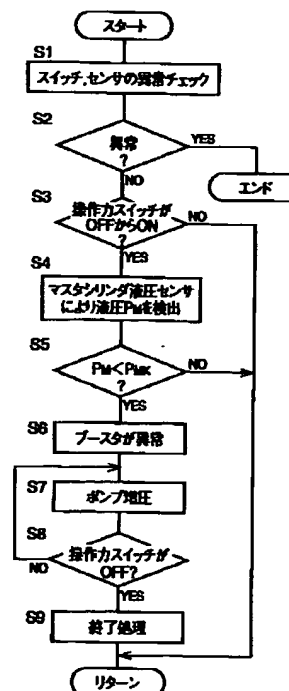 スタート
S1
スイッチ、センサの異常チェック
S2
異常
?
YES
NO
エンド
S3
操作力スイッチが
OFFからON
?
NO
YES
S4
マスタシリンダ液圧センサ
により液圧PMを検出
S5
PM<PMK
?
NO
YES
S6
ブースタが異常
S7
ポンプ増圧
S8
操作力スイッチが
OFF?
NO
YES
S9
終了処理
リターン